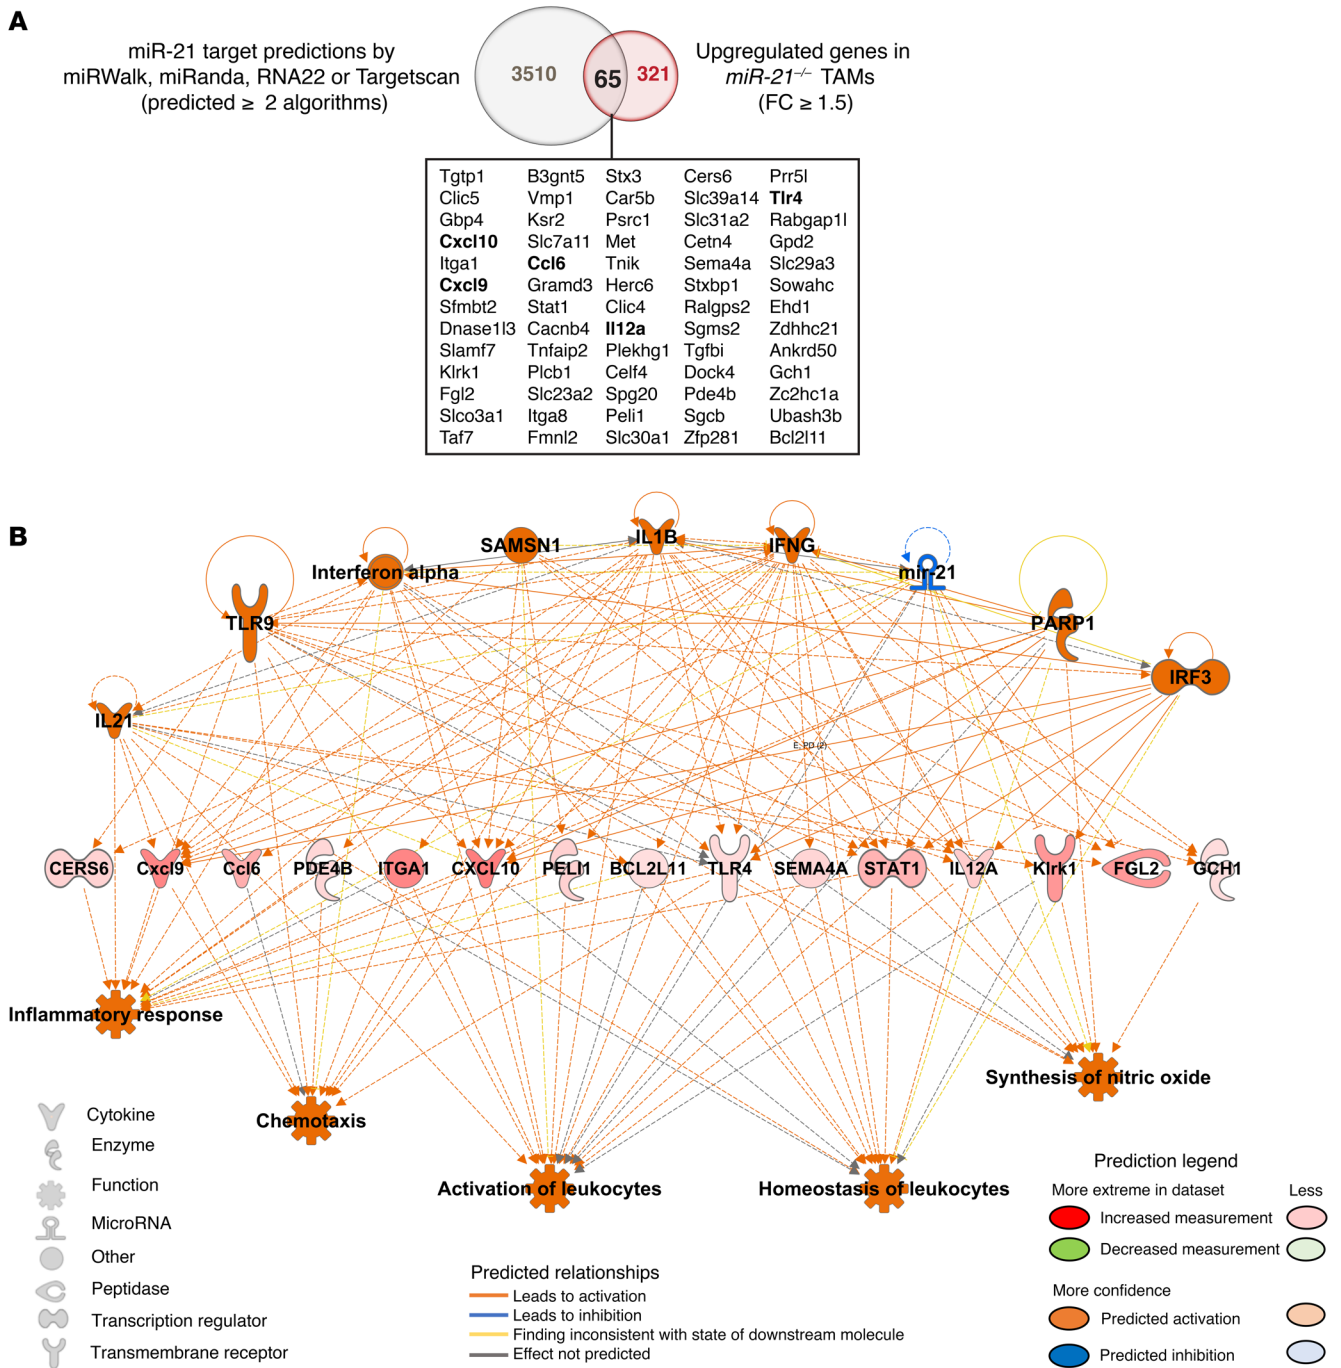 A
miR-21 target predictions by
miRWalk, miRanda, RNA22 or Targetscan
(predicted ≥ 2 algorithms)
3510
65
321
Upgregulated genes in
miR-21–/– TAMs
(FC ≥ 1.5)
Tgtp1 B3gnt5 Stx3 Cers6 Prr5l
Clic5 Vmp1 Car5b Slc39a14 Tlr4
Gbp4 Ksr2 Psrc1 Slc31a2 Rabgap1l
Cxcl10 Slc7a11 Met Cetn4 Gpd2
Itga1 Ccl6 Tnik Sema4a Slc29a3
Cxcl9 Gramd3 Herc6 Stxbp1 Sowahc
Sfmbt2 Stat1 Clic4 Ralgps2 Ehd1
Dnase1l3 Cacnb4 Il12a Sgms2 Zdhhc21
Slamf7 Tnfaip2 Plekhg1 Tgfbi Ankrd50
Klrk1 Plcb1 Celf4 Dock4 Gch1
Fgl2 Slc23a2 Spg20 Pde4b Zc2hc1a
Slco3a1 Itga8 Peli1 Sgcb Ubash3b
Taf7 Fmnl2 Slc30a1 Zfp281 Bcl2l11
B
IL1B
IFNG
SAMSN1
Interferon alpha
mir-21
TLR9
PARP1
IRF3
IL21
E, PD (2)
CERS6 Cxcl9 Ccl6 PDE4B ITGA1 CXCL10 PELI1 BCL2L11 TLR4 SEMA4A STAT1 IL12A Klrk1 FGL2 GCH1
Inflammatory response
Synthesis of nitric oxide
Chemotaxis
Activation of leukocytes
Homeostasis of leukocytes
Cytokine
Enzyme
Function
MicroRNA
Other
Peptidase
Transcription regulator
Transmembrane receptor
Predicted relationships
Leads to activation
Leads to inhibition
Finding inconsistent with state of downstream molecule
Effect not predicted
Prediction legend
More extreme in dataset Less
Increased measurement
Decreased measurement
More confidence
Predicted activation
Predicted inhibition